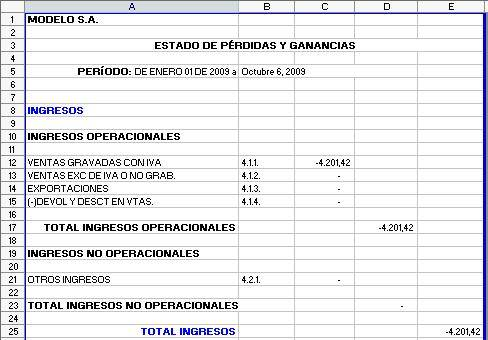 A B C D E
1 MODELO S.A.
2
3 ESTADO DE PÉRDIDAS Y GANANCIAS
4
5 PERÍODO: DE ENERO 01 DE 2009 a Octubre 6, 2009
6
7
8 INGRESOS
9
10 INGRESOS OPERACIONALES
11
12 VENTAS GRAVADAS CON IVA 4.1.1. -4.201,42
13 VENTAS EXC DE IVA O NO GRAB. 4.1.2. -
14 EXPORTACIONES 4.1.3. -
15 (-)DEVOL Y DESCT EN VTAS. 4.1.4. -
16
17 TOTAL INGRESOS OPERACIONALES -4.201,42
18
19 INGRESOS NO OPERACIONALES
20
21 OTROS INGRESOS 4.2.1. -
22
23 TOTAL INGRESOS NO OPERACIONALES -
24
25 TOTAL INGRESOS -4.201,42